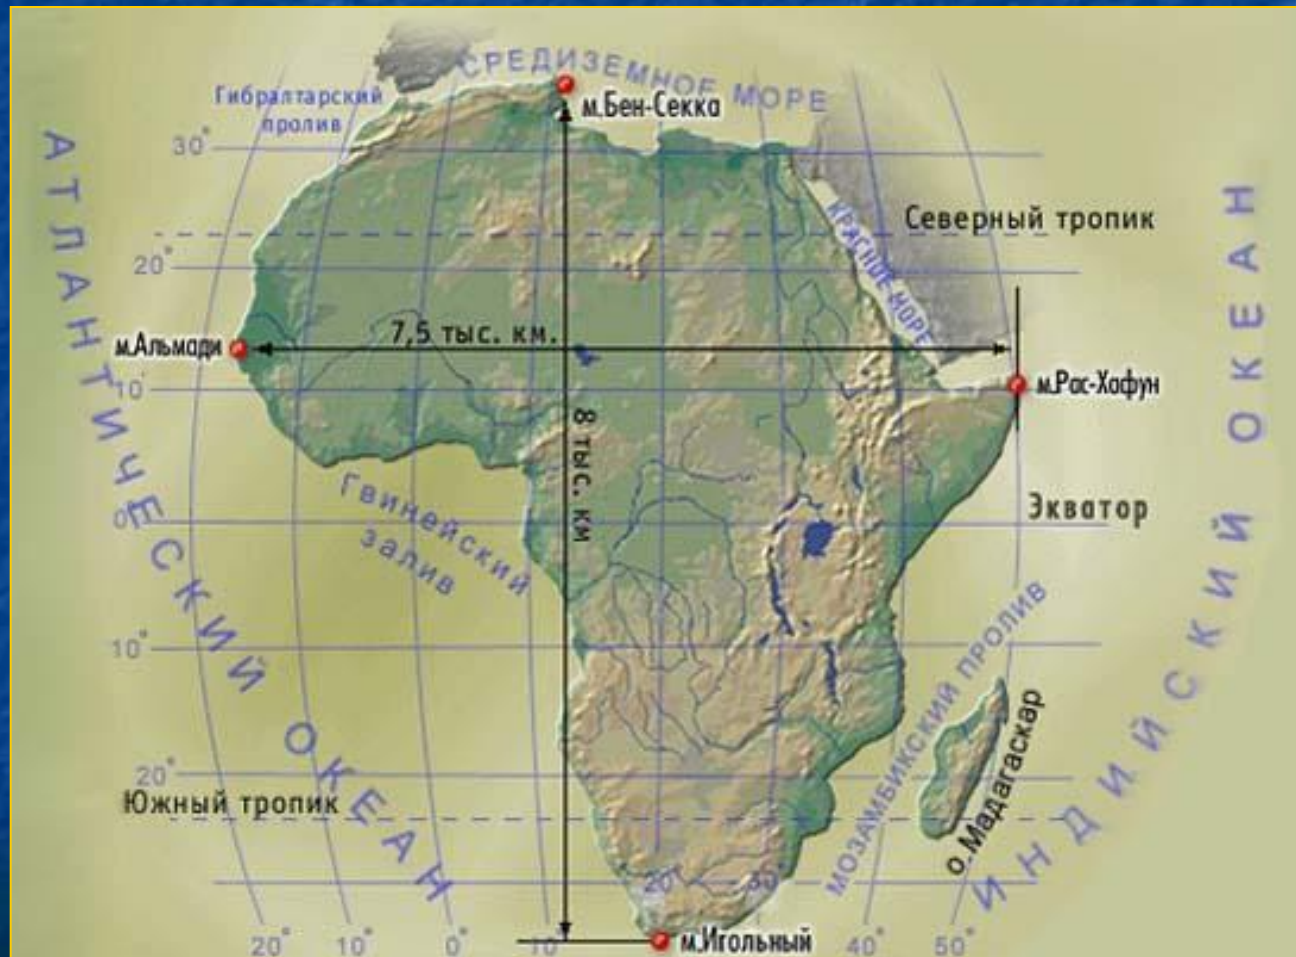 СРЕДИЗЕМНОЕ МОРЕ
Гибралтарский
пролив
м.Бен-Секка
30°
КРАСНОЕ МОРЕ
Северный тропик
20°
м.Альмади
7,5 тыс. км.
10°
м.Рас-Хафун
8 тыс. км
АТЛАНТИЧЕСКИЙ ОКЕАН
ИНДИЙСКИЙ ОКЕАН
Гвинейский
залив
0°
Экватор
10°
МОЗАМБИКСКИЙ ПРОЛИВ
о.Мадагаскар
20°
Южный тропик
20°
30°
м.Игольный
20°
10°
0°
10°
40°
50°